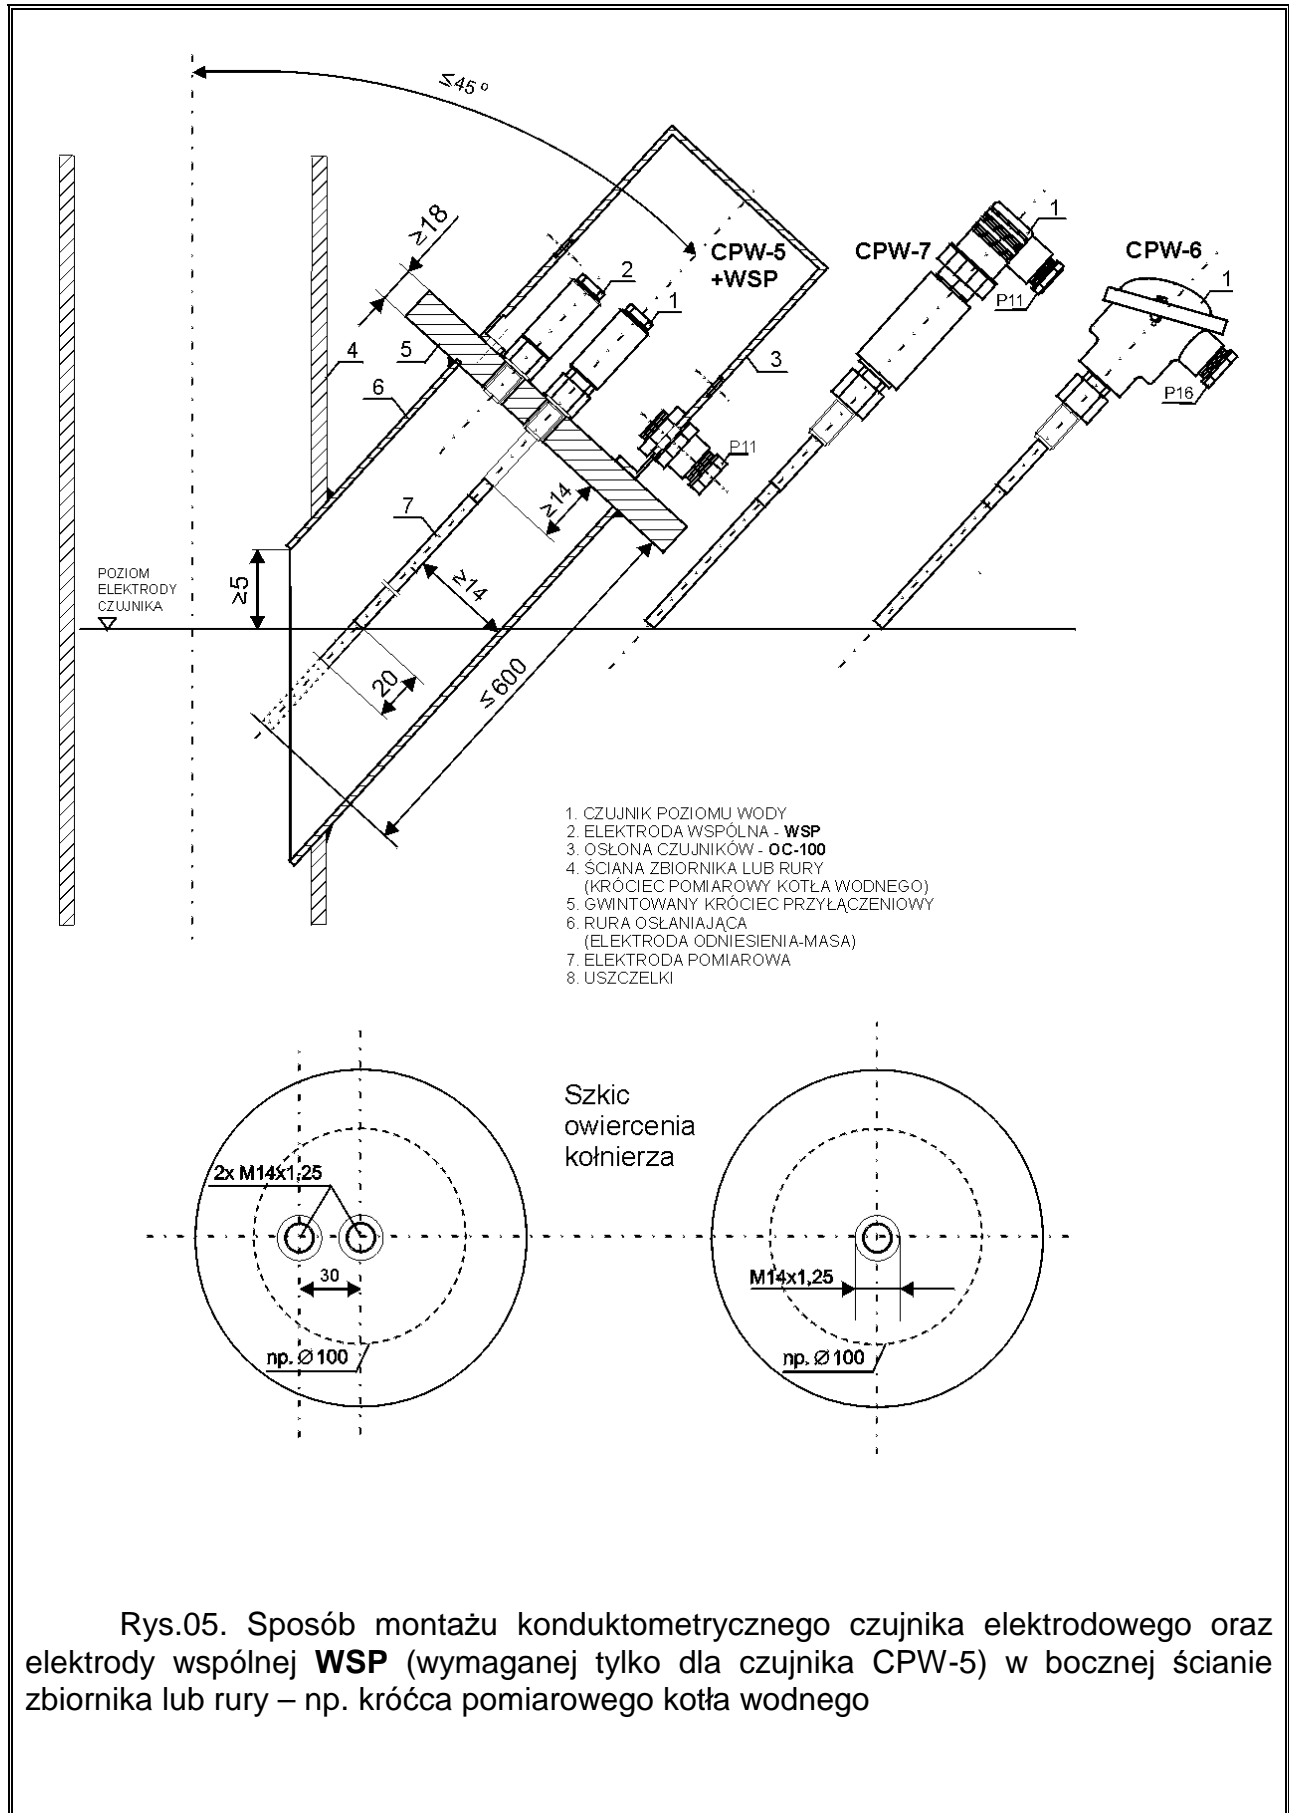 ≤45°
≥18
CPW-5
+WSP
CPW-7
CPW-6
1
2
1
1
P11
P16
4
5
3
6
P11
7
≥14
≥14
≥5
POZIOM
ELEKTRODY
CZUJNIKA
20
≤600
1. CZUJNIK POZIOMU WODY
2. ELEKTRODA WSPÓLNA - WSP
3. OSŁONA CZUJNIKÓW - OC-100
4. ŚCIANA ZBIORNIKA LUB RURY
(KRÓCIEC POMIAROWY KOTŁA WODNEGO)
5. GWINTOWANY KRÓCIEC PRZYŁĄCZENIOWY
6. RURA OSŁANIAJĄCA
(ELEKTRODA ODNIESIENIA-MASA)
7. ELEKTRODA POMIAROWA
8. USZCZELKI
Szkic
owiercenia
kołnierza
2x M14x1,25
30
np. Ø100
M14x1,25
np. Ø100
Rys.05. Sposób montażu konduktometrycznego czujnika elektrodowego oraz
elektrody wspólnej WSP (wymaganej tylko dla czujnika CPW-5) w bocznej ścianie
zbiornika lub rury – np. króćca pomiarowego kotła wodnego